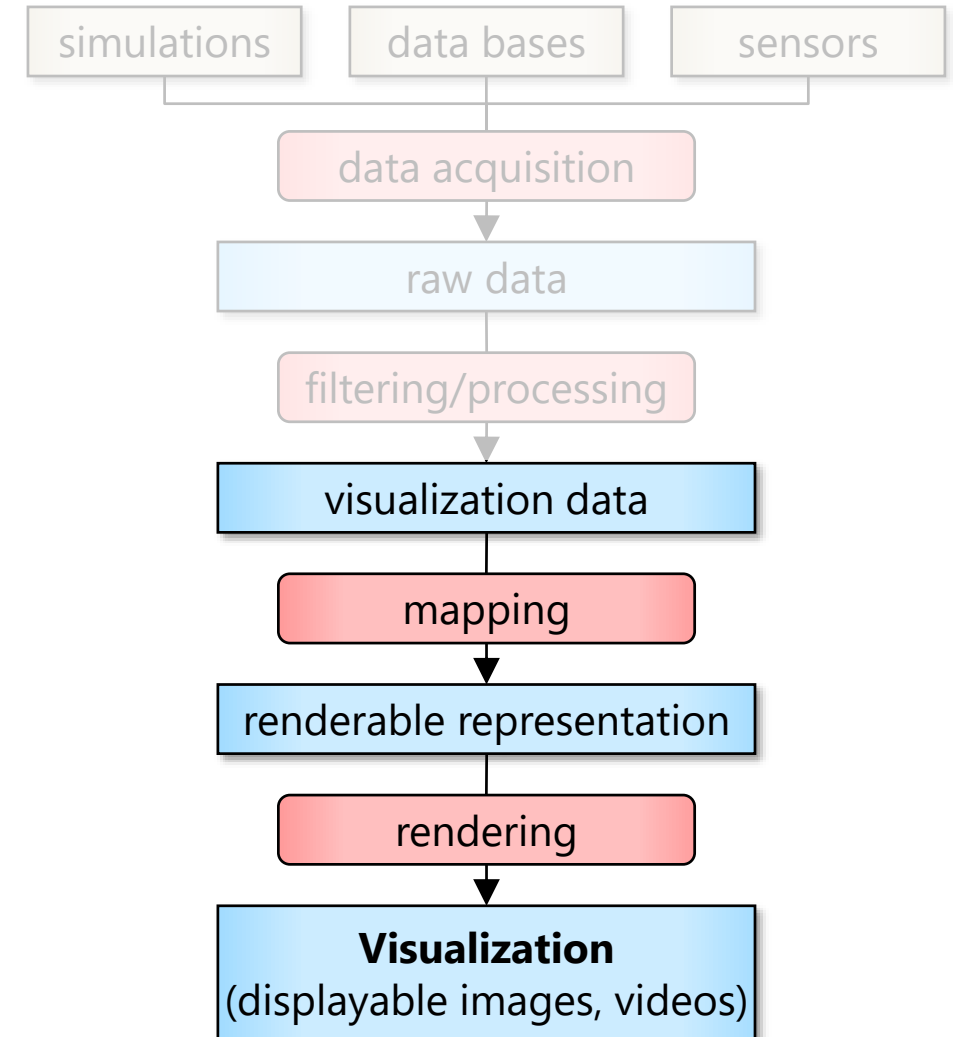 simulations
data bases
sensors
data acquisition
raw data
filtering/processing
visualization data
mapping
renderable representation
rendering
Visualization
(displayable images, videos)